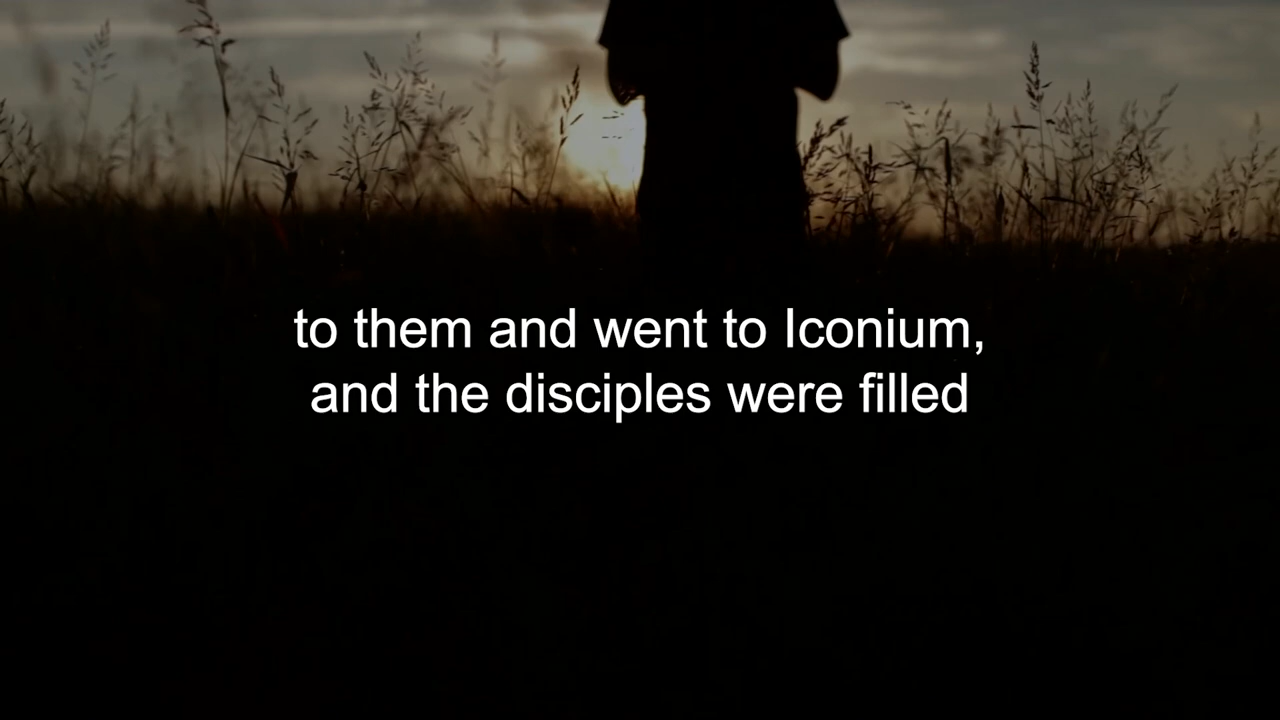 to them and went to Iconium,
and the disciples were filled